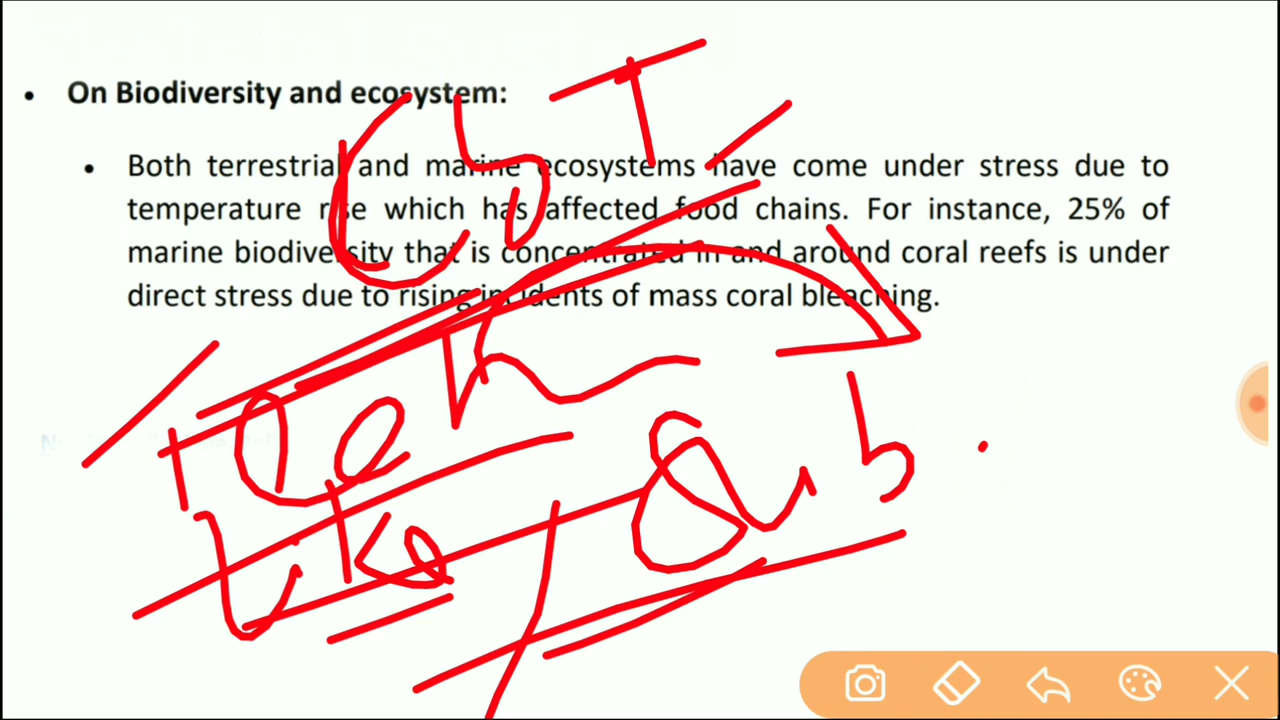 • On Biodiversity and ecosystem:
• Both terrestrial and marine ecosystems have come under stress due to
temperature rise which has affected food chains. For instance, 25% of
marine biodiversity that is concentrated in and around coral reefs is under
direct stress due to rising incidents of mass coral bleaching.
Like / Sub